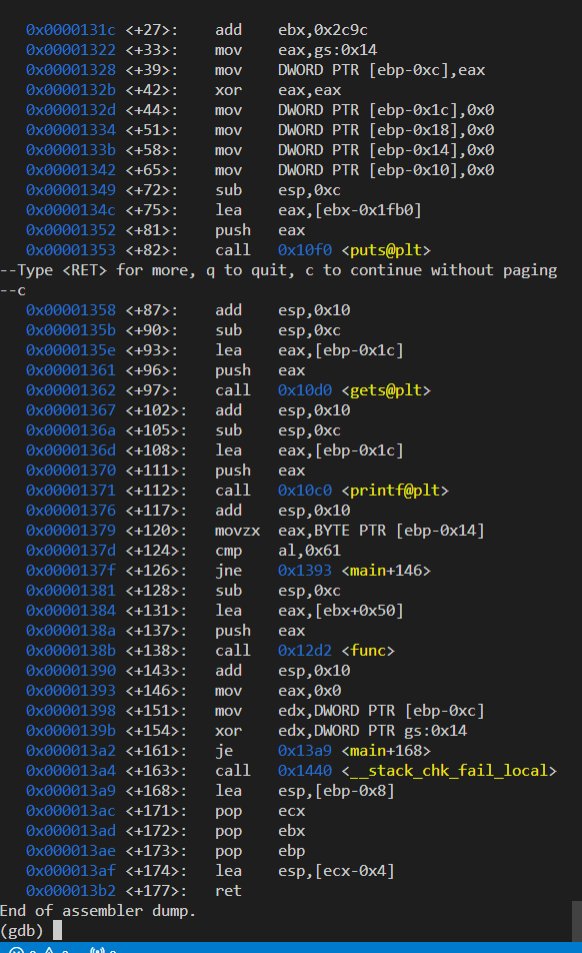 0x0000131c <+27>: add ebx,0x2c9c
0x00001322 <+33>: mov eax,gs:0x14
0x00001328 <+39>: mov DWORD PTR [ebp-0xc],eax
0x0000132b <+42>: xor eax,eax
0x0000132d <+44>: mov DWORD PTR [ebp-0x1c],0x0
0x00001334 <+51>: mov DWORD PTR [ebp-0x18],0x0
0x0000133b <+58>: mov DWORD PTR [ebp-0x14],0x0
0x00001342 <+65>: mov DWORD PTR [ebp-0x10],0x0
0x00001349 <+72>: sub esp,0xc
0x0000134c <+75>: lea eax,[ebx-0x1fb0]
0x00001352 <+81>: push eax
0x00001353 <+82>: call 0x10f0 <puts@plt>
--Type <RET> for more, q to quit, c to continue without paging
--c
0x00001358 <+87>: add esp,0x10
0x0000135b <+90>: sub esp,0xc
0x0000135e <+93>: lea eax,[ebp-0x1c]
0x00001361 <+96>: push eax
0x00001362 <+97>: call 0x10d0 <gets@plt>
0x00001367 <+102>: add esp,0x10
0x0000136a <+105>: sub esp,0xc
0x0000136d <+108>: lea eax,[ebp-0x1c]
0x00001370 <+111>: push eax
0x00001371 <+112>: call 0x10c0 <printf@plt>
0x00001376 <+117>: add esp,0x10
0x00001379 <+120>: movzx eax,BYTE PTR [ebp-0x14]
0x0000137d <+124>: cmp al,0x61
0x0000137f <+126>: jne 0x1393 <main+146>
0x00001381 <+128>: sub esp,0xc
0x00001384 <+131>: lea eax,[ebx+0x50]
0x0000138a <+137>: push eax
0x0000138b <+138>: call 0x12d2 <func>
0x00001390 <+143>: add esp,0x10
0x00001393 <+146>: mov eax,0x0
0x00001398 <+151>: mov edx,DWORD PTR [ebp-0xc]
0x0000139b <+154>: xor edx,DWORD PTR gs:0x14
0x000013a2 <+161>: je 0x13a9 <main+168>
0x000013a4 <+163>: call 0x1440 <__stack_chk_fail_local>
0x000013a9 <+168>: lea esp,[ebp-0x8]
0x000013ac <+171>: pop ecx
0x000013ad <+172>: pop ebx
0x000013ae <+173>: pop ebp
0x000013af <+174>: lea esp,[ecx-0x4]
0x000013b2 <+177>: ret
End of assembler dump.
(gdb)